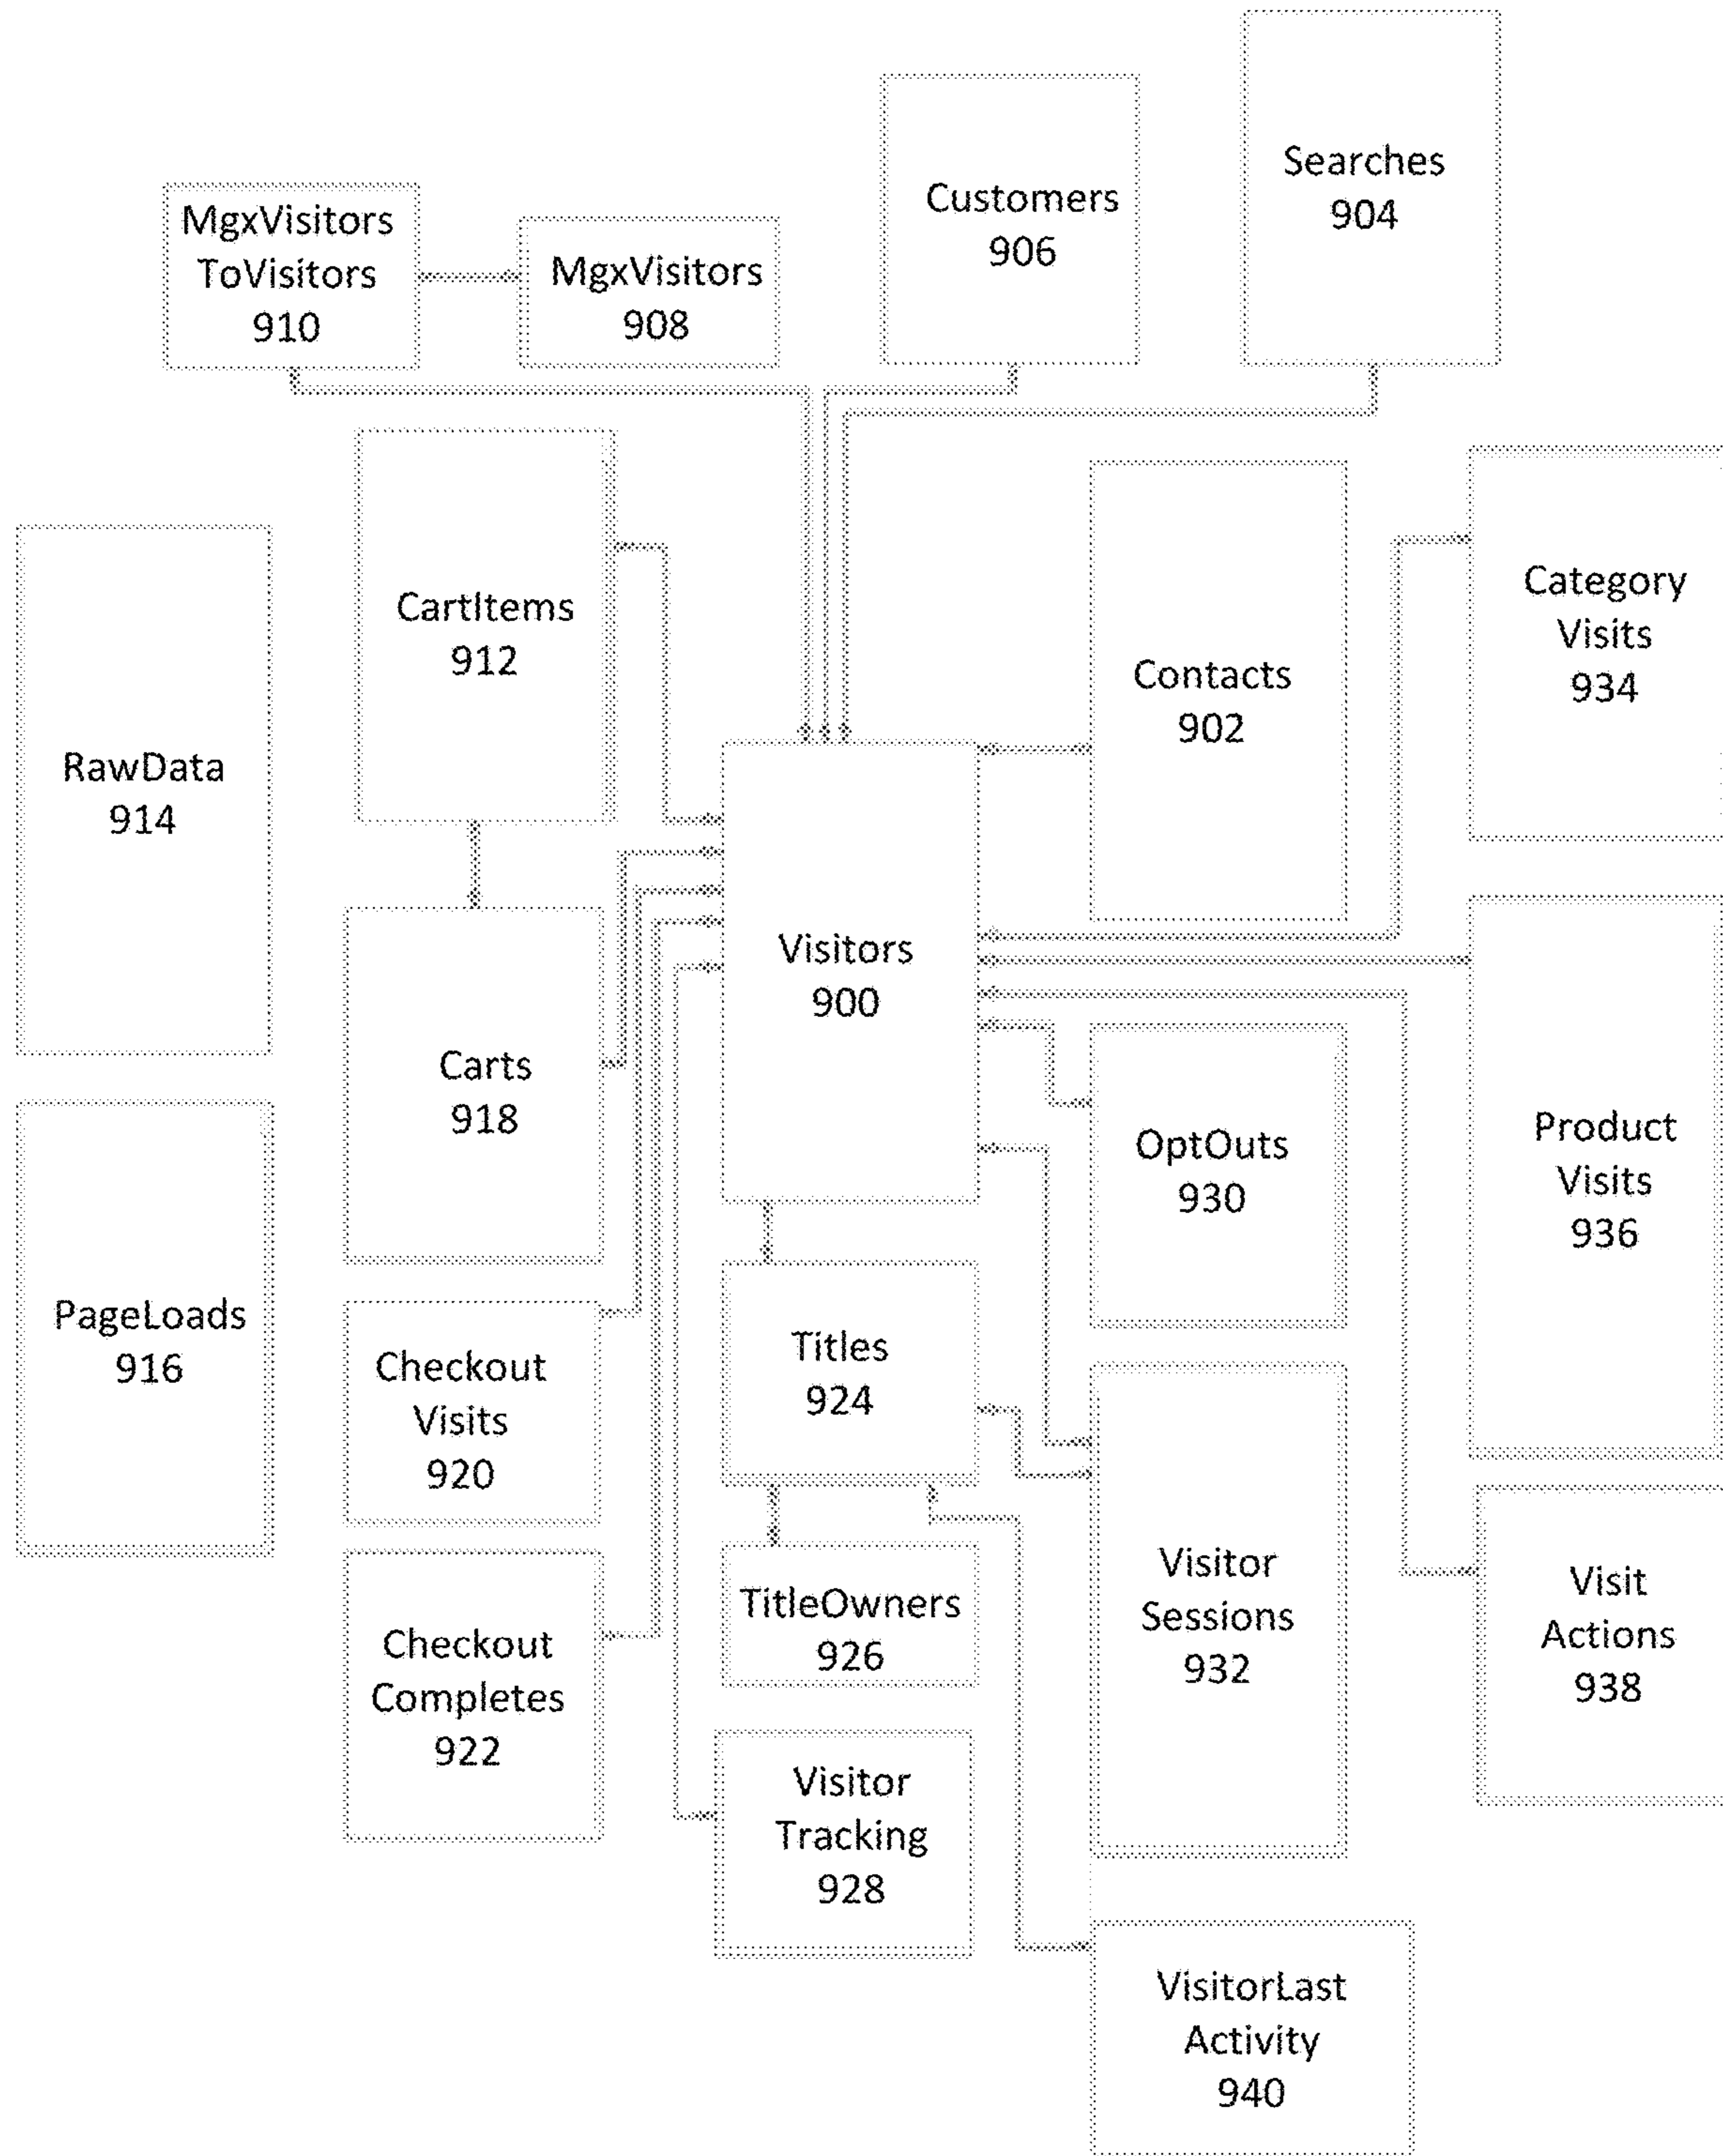 Searches
904
Customers
906
MgxVisitors
ToVisitors
910
MgxVisitors
908
CartItems
912
Contacts
902
Category
Visits
934
RawData
914
Visitors
900
Carts
918
OptOuts
930
Product
Visits
936
PageLoads
916
Checkout
Visits
920
Titles
924
Visitor
Sessions
932
Visit
Actions
938
TitleOwners
926
Checkout
Completes
922
Visitor
Tracking
928
VisitorLast
Activity
940